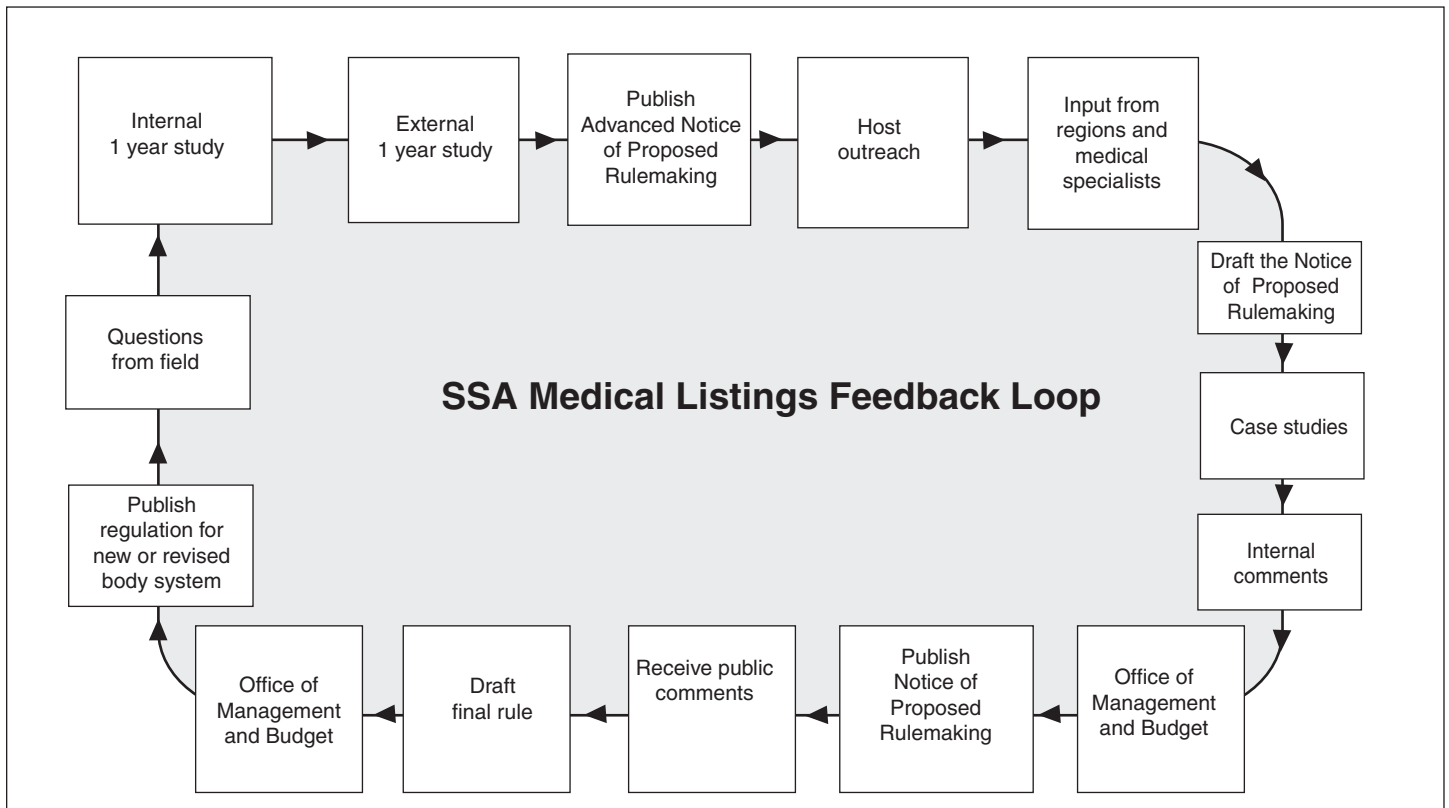 Internal
1 year study
External
1 year study
Publish
Advanced Notice
of Proposed
Rulemaking
Host
outreach
Input from
regions and
medical
specialists
Draft the Notice
of Proposed
Rulemaking
Case studies
Internal
comments
Office of
Management
and Budget
Publish
Notice of
Proposed
Rulemaking
Receive public
comments
Draft
final rule
Office of
Management
and Budget
Publish
regulation for
new or revised
body system
Questions
from field
SSA Medical Listings Feedback Loop